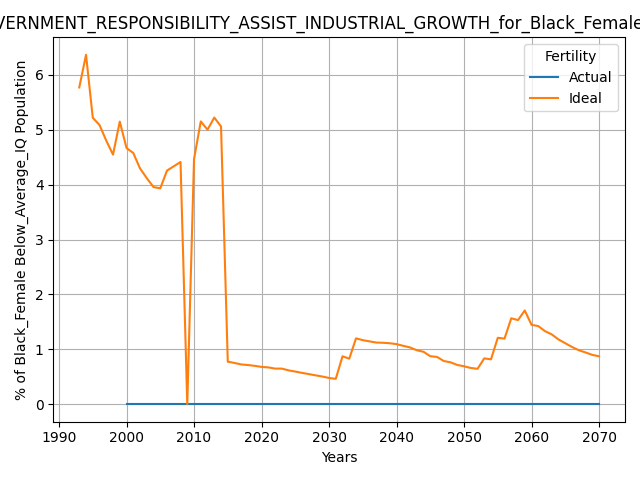 VERNMENT_RESPONSIBILITY_ASSIST_INDUSTRIAL_GROWTH_for_Black_Female
Fertility
Actual
Ideal
% of Black_Female Below_Average_IQ Population
6
5
4
3
2
1
0
1990 2000 2010 2020 2030 2040 2050 2060 2070
Years